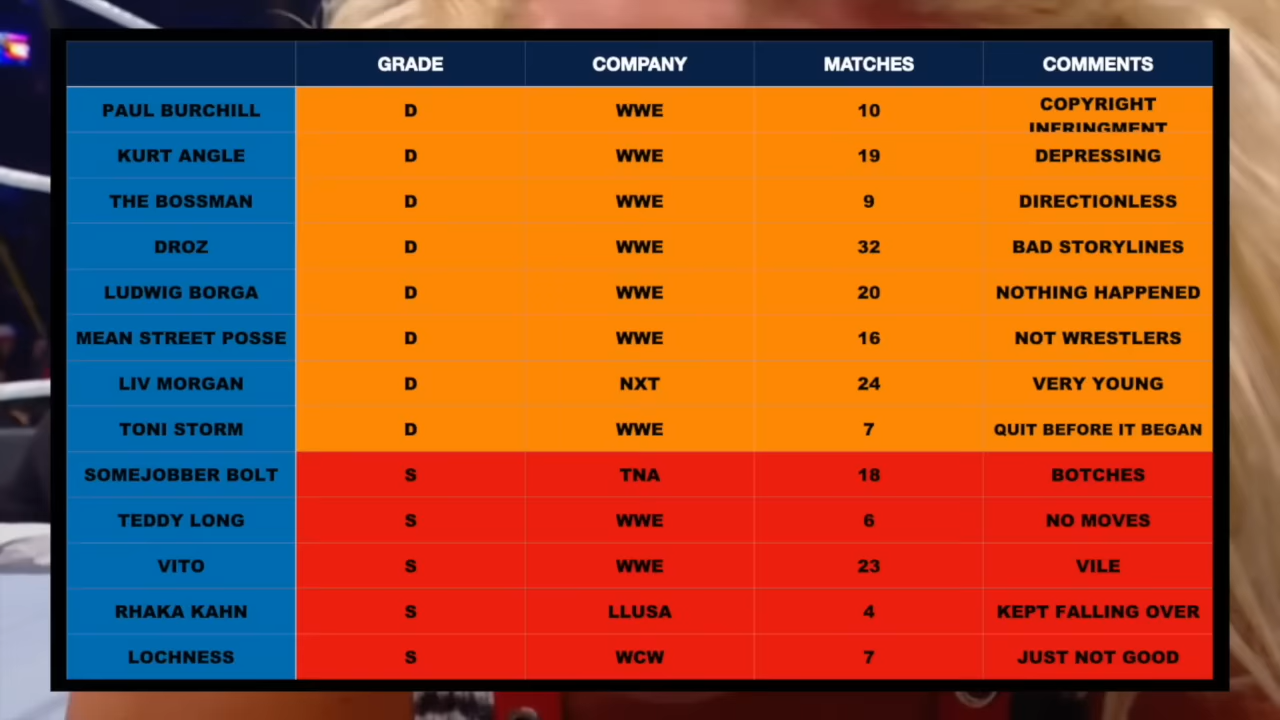 GRADE COMPANY MATCHES COMMENTS
PAUL BURCHILL D WWE 10 COPYRIGHT
INFRINGMENT
KURT ANGLE D WWE 19 DEPRESSING
THE BOSSMAN D WWE 9 DIRECTIONLESS
DROZ D WWE 32 BAD STORYLINES
LUDWIG BORGA D WWE 20 NOTHING HAPPENED
MEAN STREET POSSE D WWE 16 NOT WRESTLERS
LIV MORGAN D NXT 24 VERY YOUNG
TONI STORM D WWE 7 QUIT BEFORE IT BEGAN
SOMEJOBBER BOLT S TNA 18 BOTCHES
TEDDY LONG S WWE 6 NO MOVES
VITO S WWE 23 VILE
RHAKA KAHN S LLUSA 4 KEPT FALLING OVER
LOCHNESS S WCW 7 JUST NOT GOOD